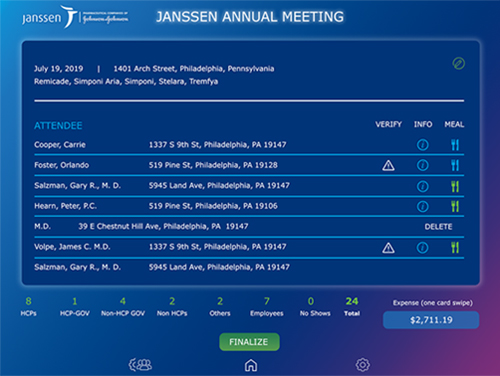 janssen PHARMACEUTICAL COMPANIES OF Johnson & Johnson JANSSEN ANNUAL MEETING
July 19, 2019 | 1401 Arch Street, Philadelphia, Pennsylvania
Remicade, Simponi Aria, Simponi, Stelara, Tremfya
ATTENDEE VERIFY INFO MEAL
Cooper, Carrie 1337 S 9th St, Philadelphia, PA 19147
Foster, Orlando 519 Pine St, Philadelphia, PA 19128
Salzman, Gary R., M. D. 5945 Land Ave, Philadelphia, PA 19147
Hearn, Peter, P.C. 519 Pine St, Philadelphia, PA 19106
M.D. 39 E Chestnut Hill Ave, Philadelphia, PA 19147 DELETE
Volpe, James C. M.D. 1337 S 9th St, Philadelphia, PA 19147
Salzman, Gary R., M. D. 5945 Land Ave, Philadelphia, PA 19147
8 1 4 2 2 7 0 24 Expense (one card swipe)
HCPs HCP-GOV Non-HCP GOV Non HCPs Others Employees No Shows Total $2,711.19
FINALIZE